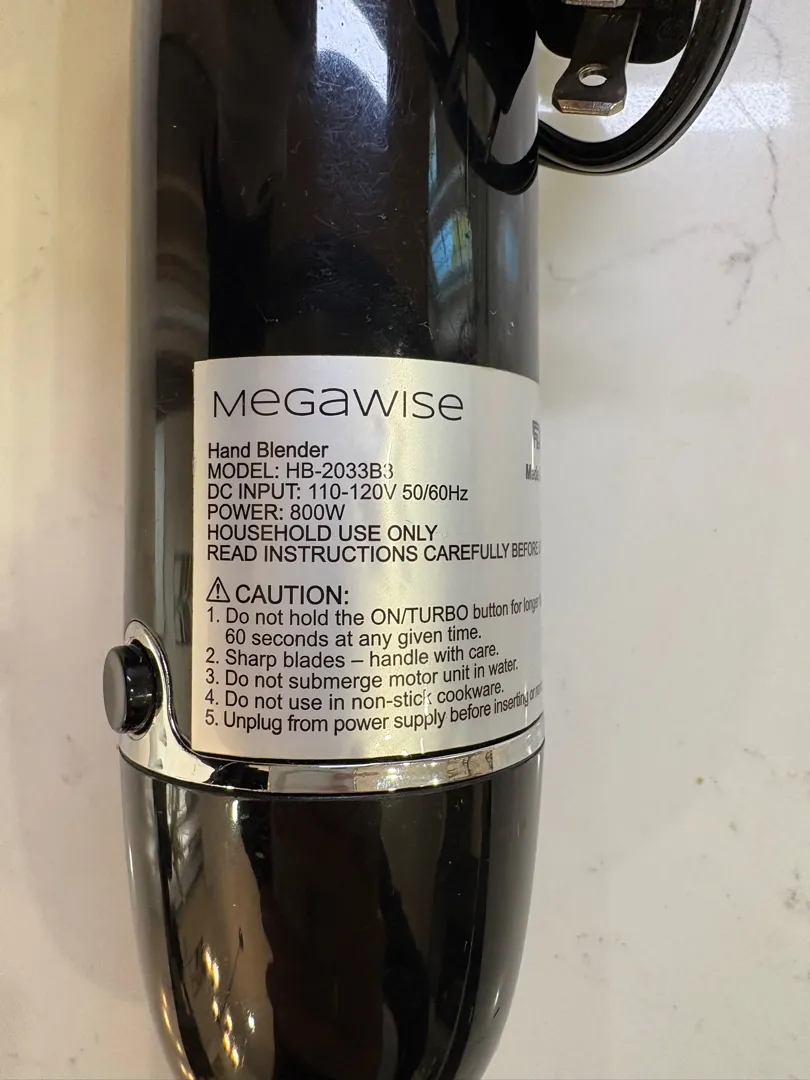 MEGAWISE
Hand Blender
MODEL: HB-2033B3
DC INPUT: 110-120V 50/60Hz
POWER: 800W
HOUSEHOLD USE ONLY
READ INSTRUCTIONS CAREFULLY BEFORE
⚠ CAUTION:
1. Do not hold the ON/TURBO button for longer
60 seconds at any given time.
2. Sharp blades – handle with care.
3. Do not submerge motor unit in water.
4. Do not use in non-stick cookware.
5. Unplug from power supply before inserting or